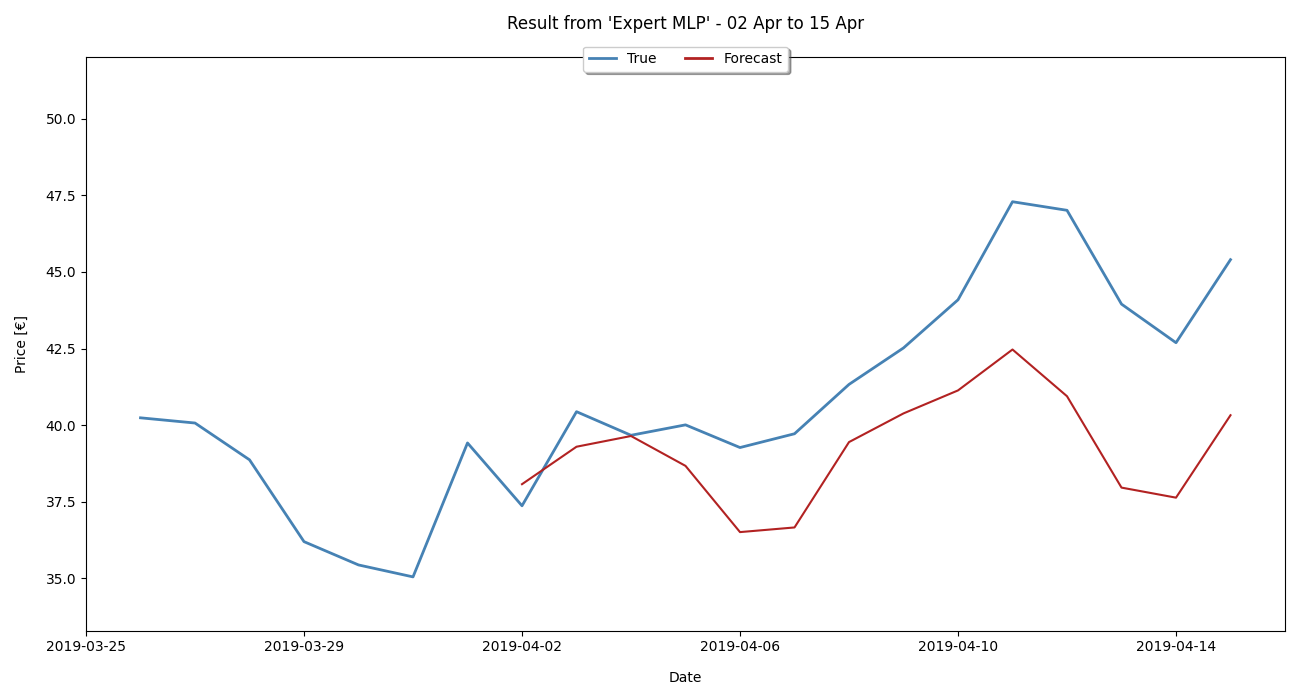 Result from 'Expert MLP' - 02 Apr to 15 Apr
True Forecast
50.0
47.5
45.0
42.5
40.0
37.5
35.0
Price [€]
2019-03-25 2019-03-29 2019-04-02 2019-04-06 2019-04-10 2019-04-14
Date